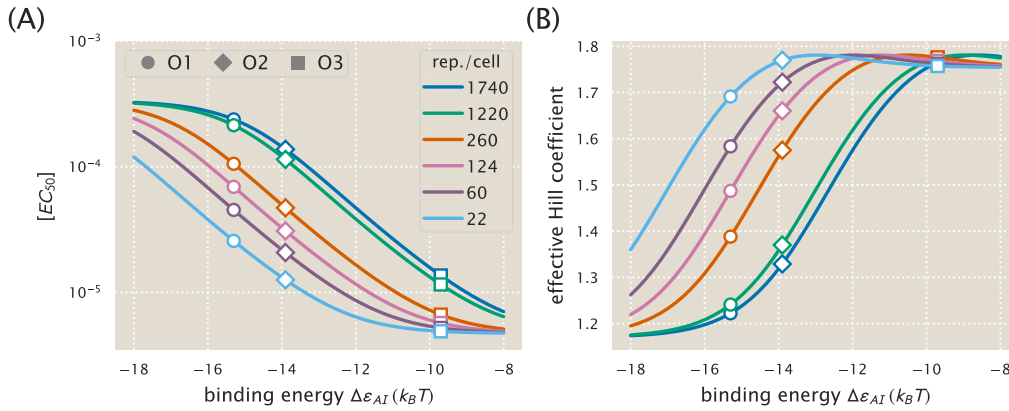 (A)
10⁻³
10⁻⁴
10⁻⁵
[EC₅₀]
O1 O2 O3
rep./cell
1740
1220
260
124
60
22
−18 −16 −14 −12 −10 −8
binding energy Δε_AI (k_BT)
(B)
1.8
1.7
1.6
1.5
1.4
1.3
1.2
effective Hill coefficient
−18 −16 −14 −12 −10 −8
binding energy Δε_AI (k_BT)